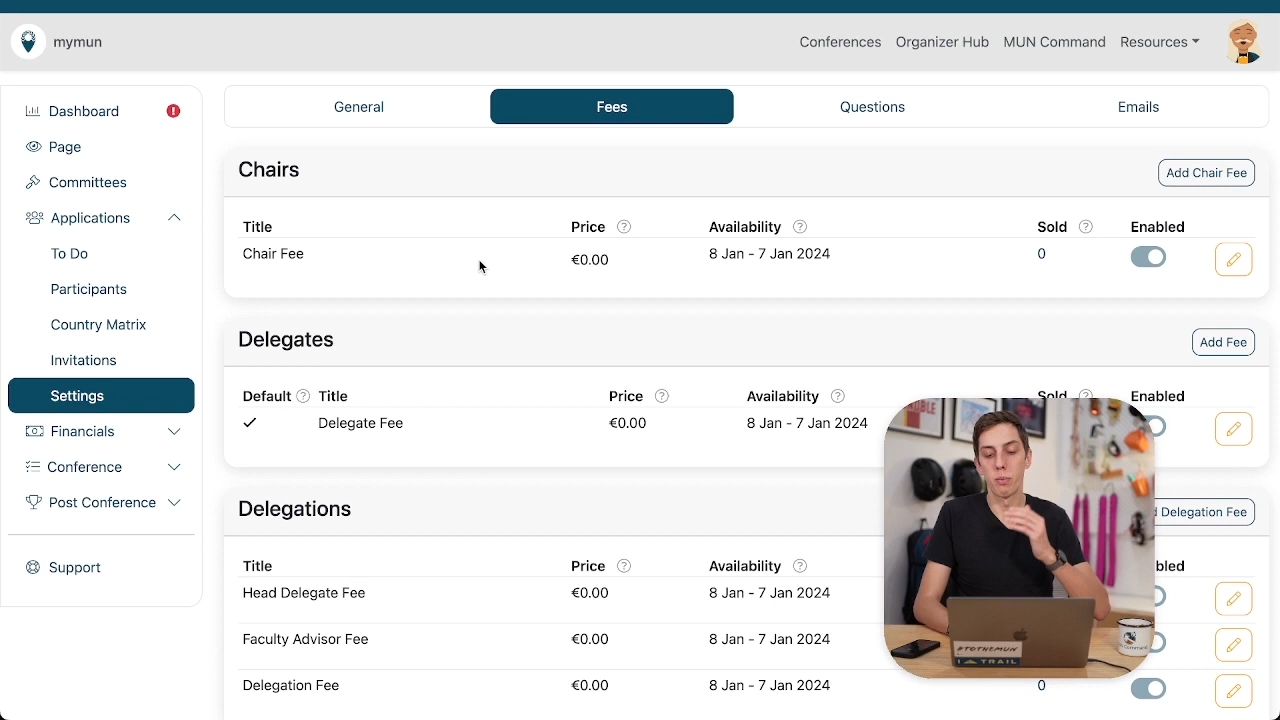 mymun
Conferences Organizer Hub MUN Command Resources
Dashboard
Page
Committees
Applications
To Do
Participants
Country Matrix
Invitations
Settings
Financials
Conference
Post Conference
Support
General Fees Questions Emails
Chairs Add Chair Fee
Title Price ? Availability ? Sold ? Enabled
Chair Fee €0.00 8 Jan - 7 Jan 2024 0
Delegates Add Fee
Default ? Title Price ? Availability ? Sold ? Enabled
Delegate Fee €0.00 8 Jan - 7 Jan 2024
Delegations Delegation Fee
Title Price ? Availability ?
Head Delegate Fee €0.00 8 Jan - 7 Jan 2024
Faculty Advisor Fee €0.00 8 Jan - 7 Jan 2024
Delegation Fee €0.00 8 Jan - 7 Jan 2024 0
#TOTHEMUN
TRAIL